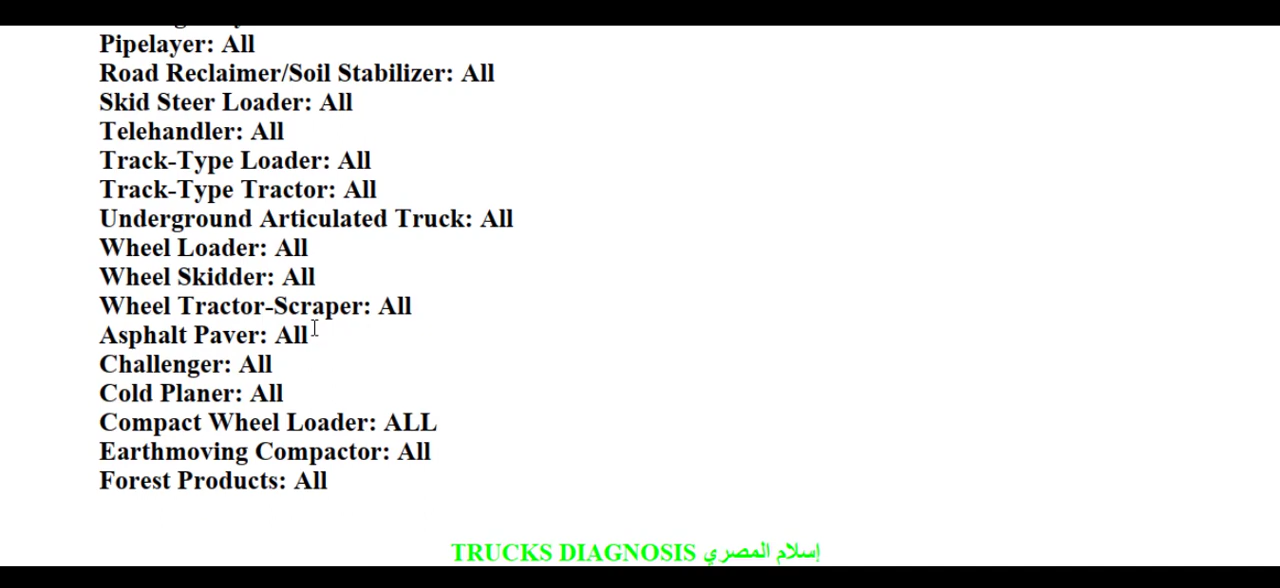 Pipelayer: All
Road Reclaimer/Soil Stabilizer: All
Skid Steer Loader: All
Telehandler: All
Track-Type Loader: All
Track-Type Tractor: All
Underground Articulated Truck: All
Wheel Loader: All
Wheel Skidder: All
Wheel Tractor-Scraper: All
Asphalt Paver: All
Challenger: All
Cold Planer: All
Compact Wheel Loader: ALL
Earthmoving Compactor: All
Forest Products: All
TRUCKS DIAGNOSIS إسلام المصري